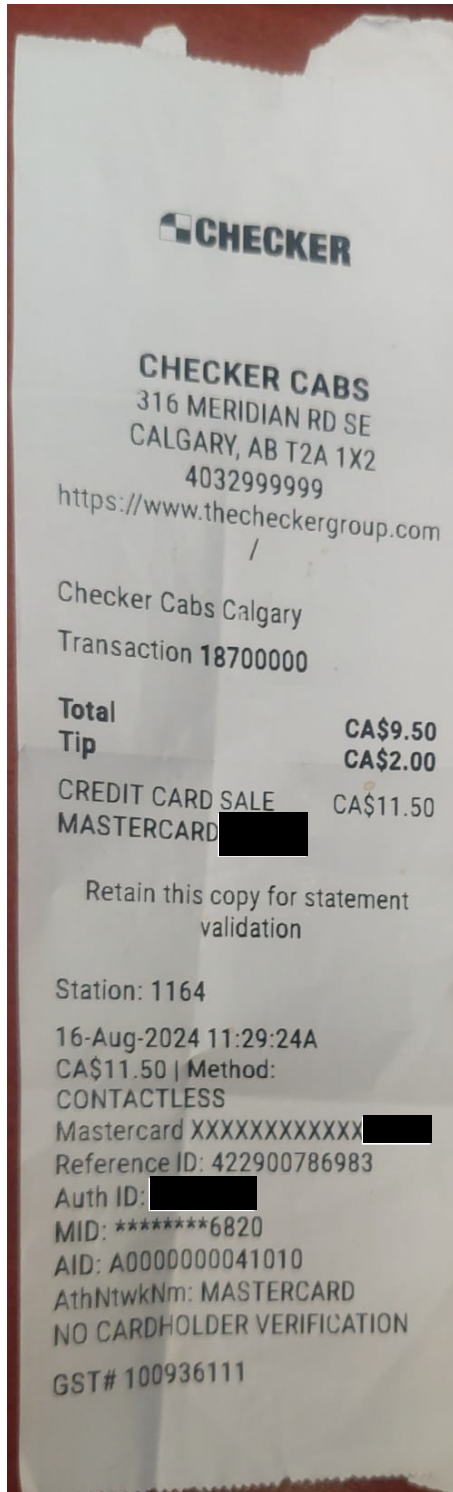 CHECKER
CHECKER CABS
316 MERIDIAN RD SE
CALGARY, AB T2A 1X2
4032999999
https://www.thecheckergroup.com
/
Checker Cabs Calgary
Transaction 18700000
Total CA$9.50
Tip CA$2.00
CREDIT CARD SALE CA$11.50
MASTERCARD
Retain this copy for statement
validation
Station: 1164
16-Aug-2024 11:29:24A
CA$11.50 | Method:
CONTACTLESS
Mastercard XXXXXXXXXXXX
Reference ID: 422900786983
Auth ID:
MID: ********6820
AID: A0000000041010
AthNtwkNm: MASTERCARD
NO CARDHOLDER VERIFICATION
GST# 100936111